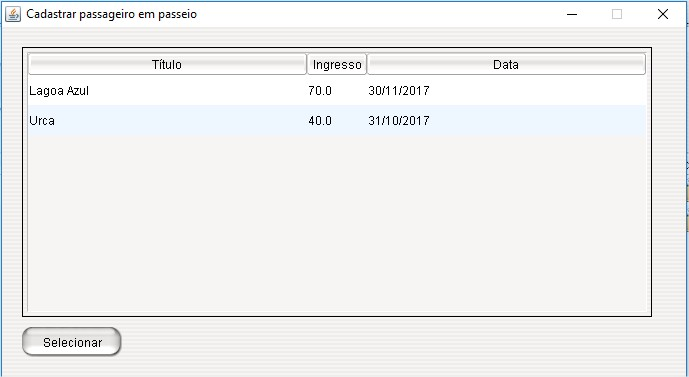 Cadastrar passageiro em passeio
Título Ingresso Data
Lagoa Azul 70.0 30/11/2017
Urca 40.0 31/10/2017
Selecionar